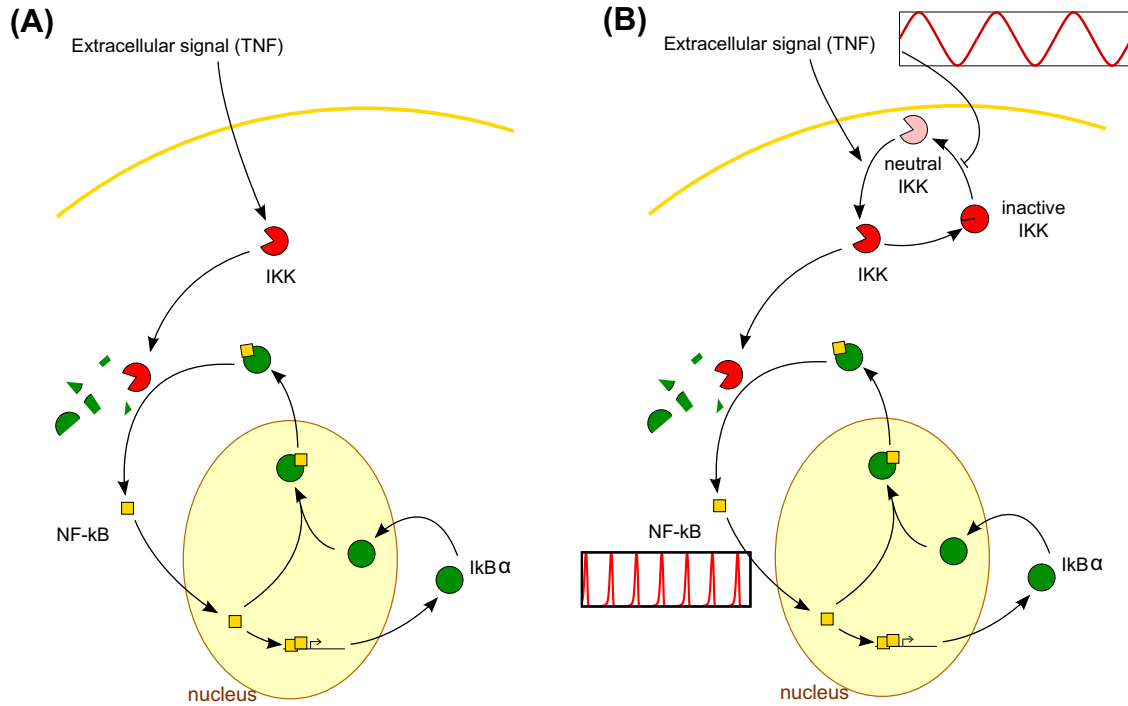 (A)
Extracellular signal (TNF)
IKK
NF-kB
IkBα
nucleus
(B)
Extracellular signal (TNF)
neutral
IKK
inactive
IKK
IKK
NF-kB
IkBα
nucleus